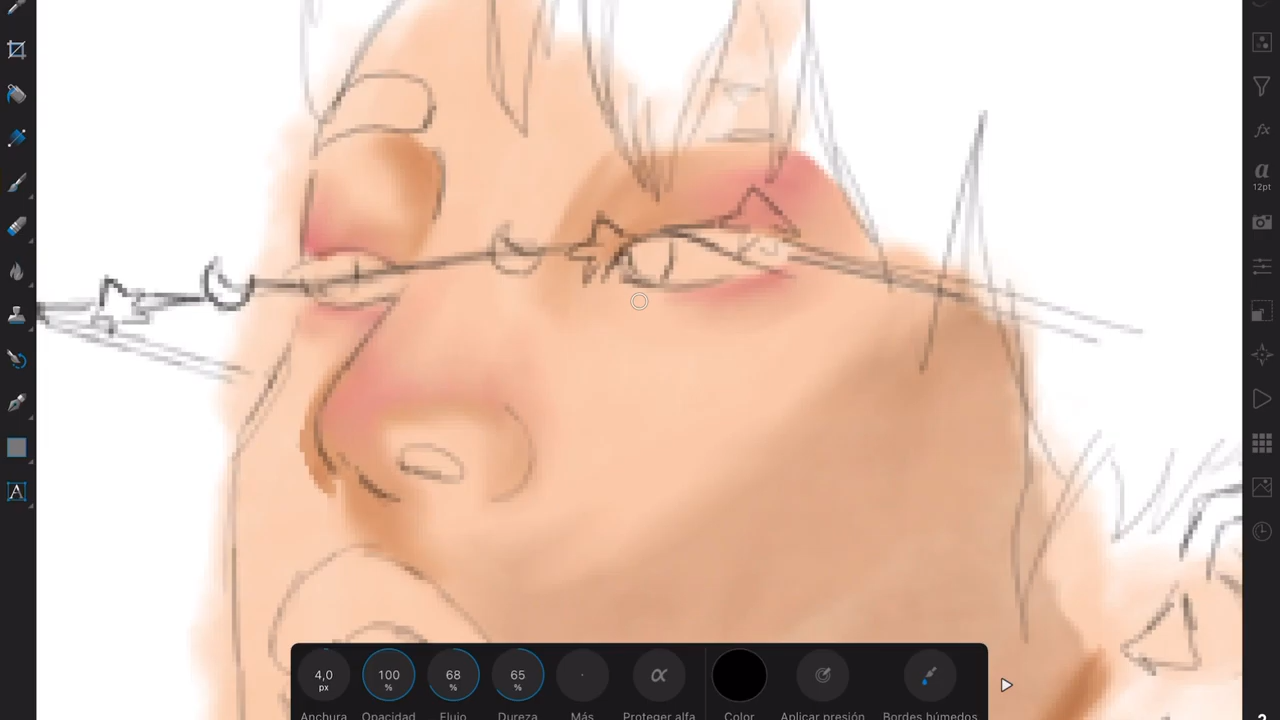 a
12pt
A
4,0
px
100
%
68
%
65
%
α
Anchura
Opacidad
Flujo
Dureza
Más
Proteger alfa
Color
Aplicar presión
Bordes húmedos